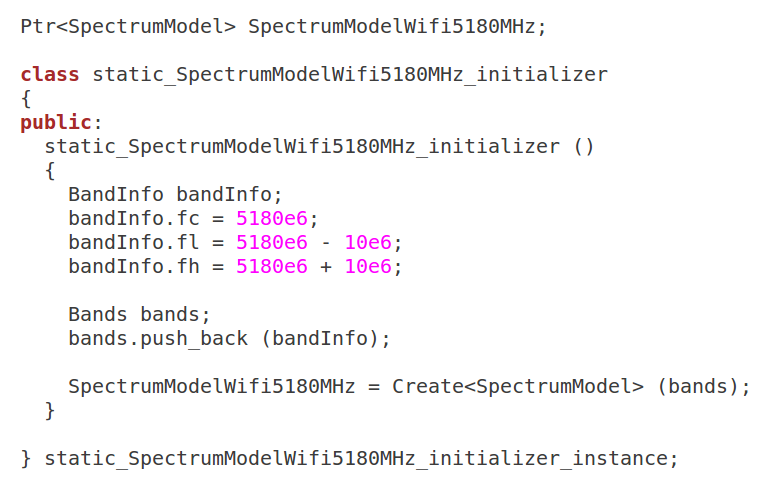 Ptr<SpectrumModel> SpectrumModelWifi5180MHz;
class static_SpectrumModelWifi5180MHz_initializer
{
public:
  static_SpectrumModelWifi5180MHz_initializer ()
  {
    BandInfo bandInfo;
    bandInfo.fc = 5180e6;
    bandInfo.fl = 5180e6 - 10e6;
    bandInfo.fh = 5180e6 + 10e6;
    Bands bands;
    bands.push_back (bandInfo);
    SpectrumModelWifi5180MHz = Create<SpectrumModel> (bands);
  }
} static_SpectrumModelWifi5180MHz_initializer_instance;